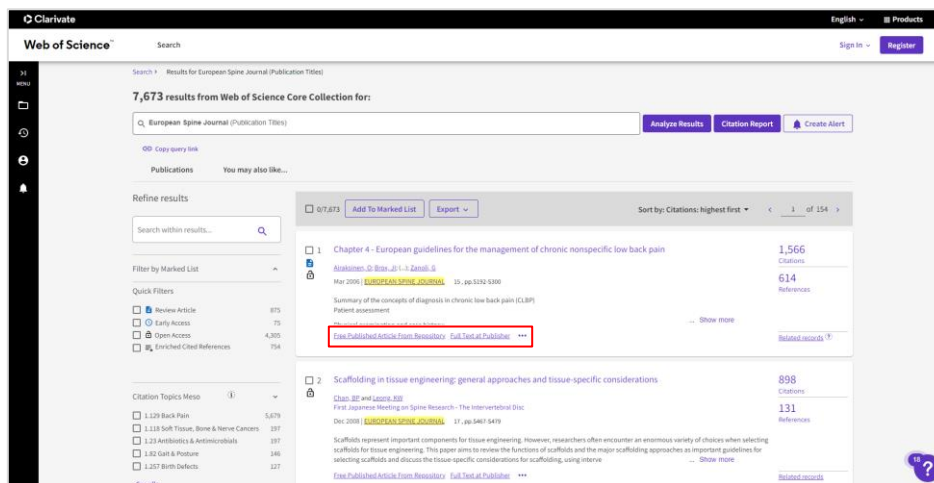 Clarivate
English
Products
Web of Science™
Search
Sign In
Register
MENU
Search > Results for European Spine Journal (Publication Titles)
7,673 results from Web of Science Core Collection for:
European Spine Journal (Publication Titles)
Analyze Results
Citation Report
Create Alert
Copy query link
Publications
You may also like...
Refine results
Search within results...
Filter by Marked List
Quick Filters
Review Article 875
Early Access 75
Open Access 4,305
Enriched Cited References 754
Citation Topics Meso
1.129 Back Pain 5,679
1.118 Soft Tissue, Bone & Nerve Cancers 197
1.23 Antibiotics & Antimicrobials 187
1.92 Gait & Posture 146
1.257 Birth Defects 127
0/7,673 Add To Marked List Export
Sort by: Citations: highest first
1 of 154
1 Chapter 4 - European guidelines for the management of chronic nonspecific low back pain
Airaksinen, O; Brox, JI; (...); Zanoli, G
Mar 2006 | EUROPEAN SPINE JOURNAL 15 , pp.S192-S300
Summary of the concepts of diagnosis in chronic low back pain (CLBP)
Patient assessment
... Show more
Free Published Article From Repository Full Text at Publisher •••
1,566
Citations
614
References
Related records ?
2 Scaffolding in tissue engineering: general approaches and tissue-specific considerations
Chan, BP and Leong, KW
First Japanese Meeting on Spine Research - The Intervertebral Disc
Dec 2008 | EUROPEAN SPINE JOURNAL 17 , pp.S467-S479
Scaffolds represent important components for tissue engineering. However, researchers often encounter an enormous variety of choices when selecting
scaffolds for tissue engineering. This paper aims to review the functions of scaffolds and the major scaffolding approaches as important guidelines for
selecting scaffolds and discuss the tissue-specific considerations for scaffolding, using interve
... Show more
Free Published Article From Repository Full Text at Publisher •••
898
Citations
131
References
Related records
18
?